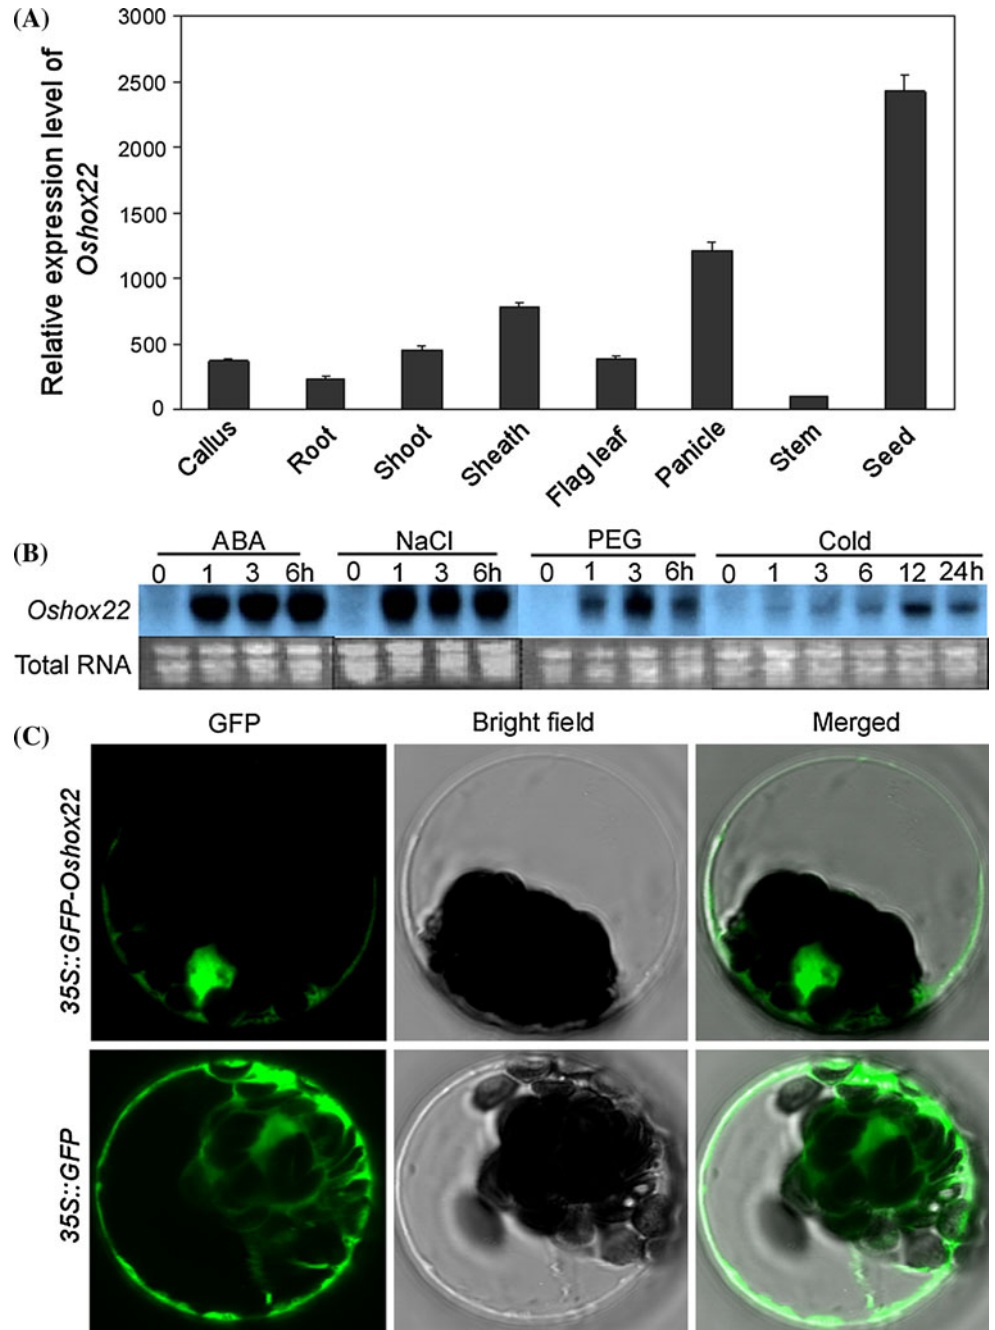 (A)
Relative expression level of
Oshox22
3000
2500
2000
1500
1000
500
0
Callus
Root
Shoot
Sheath
Flag leaf
Panicle
Stem
Seed
(B)
ABA NaCl PEG Cold
0 1 3 6h 0 1 3 6h 0 1 3 6h 0 1 3 6 12 24h
Oshox22
Total RNA
(C)
GFP Bright field Merged
35S::GFP-Oshox22
35S::GFP